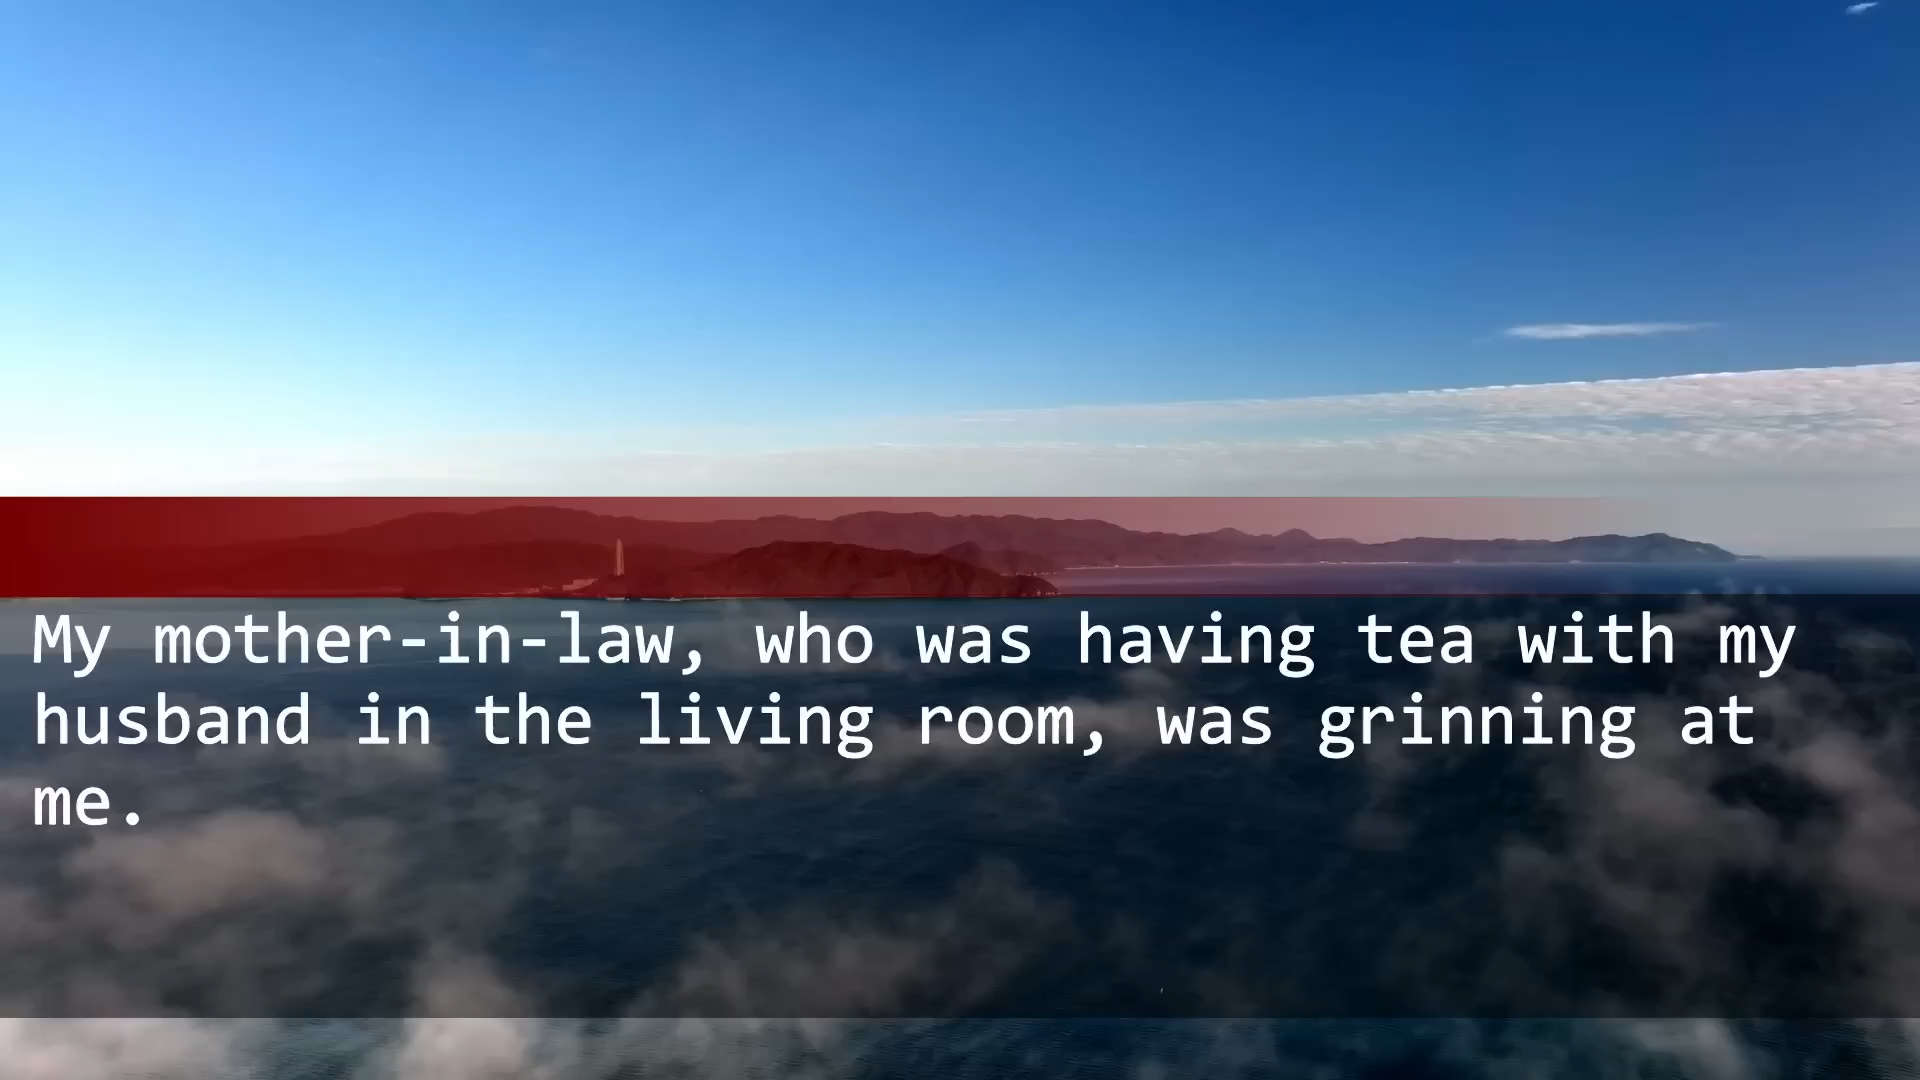 My mother-in-law, who was having tea with my
husband in the living room, was grinning at
me.